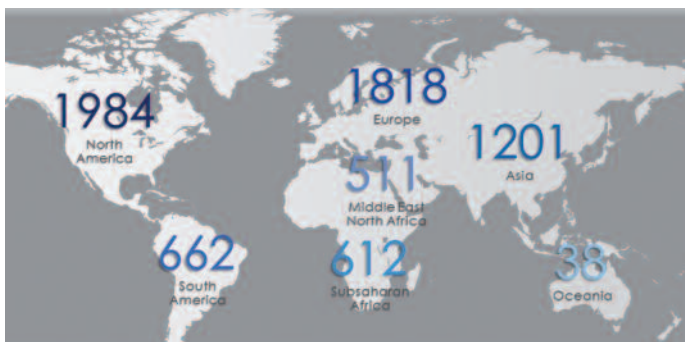 1984
North
America
1818
Europe
1201
Asia
511
Middle East
North Africa
662
South
America
612
Subsaharan
Africa
38
Oceania